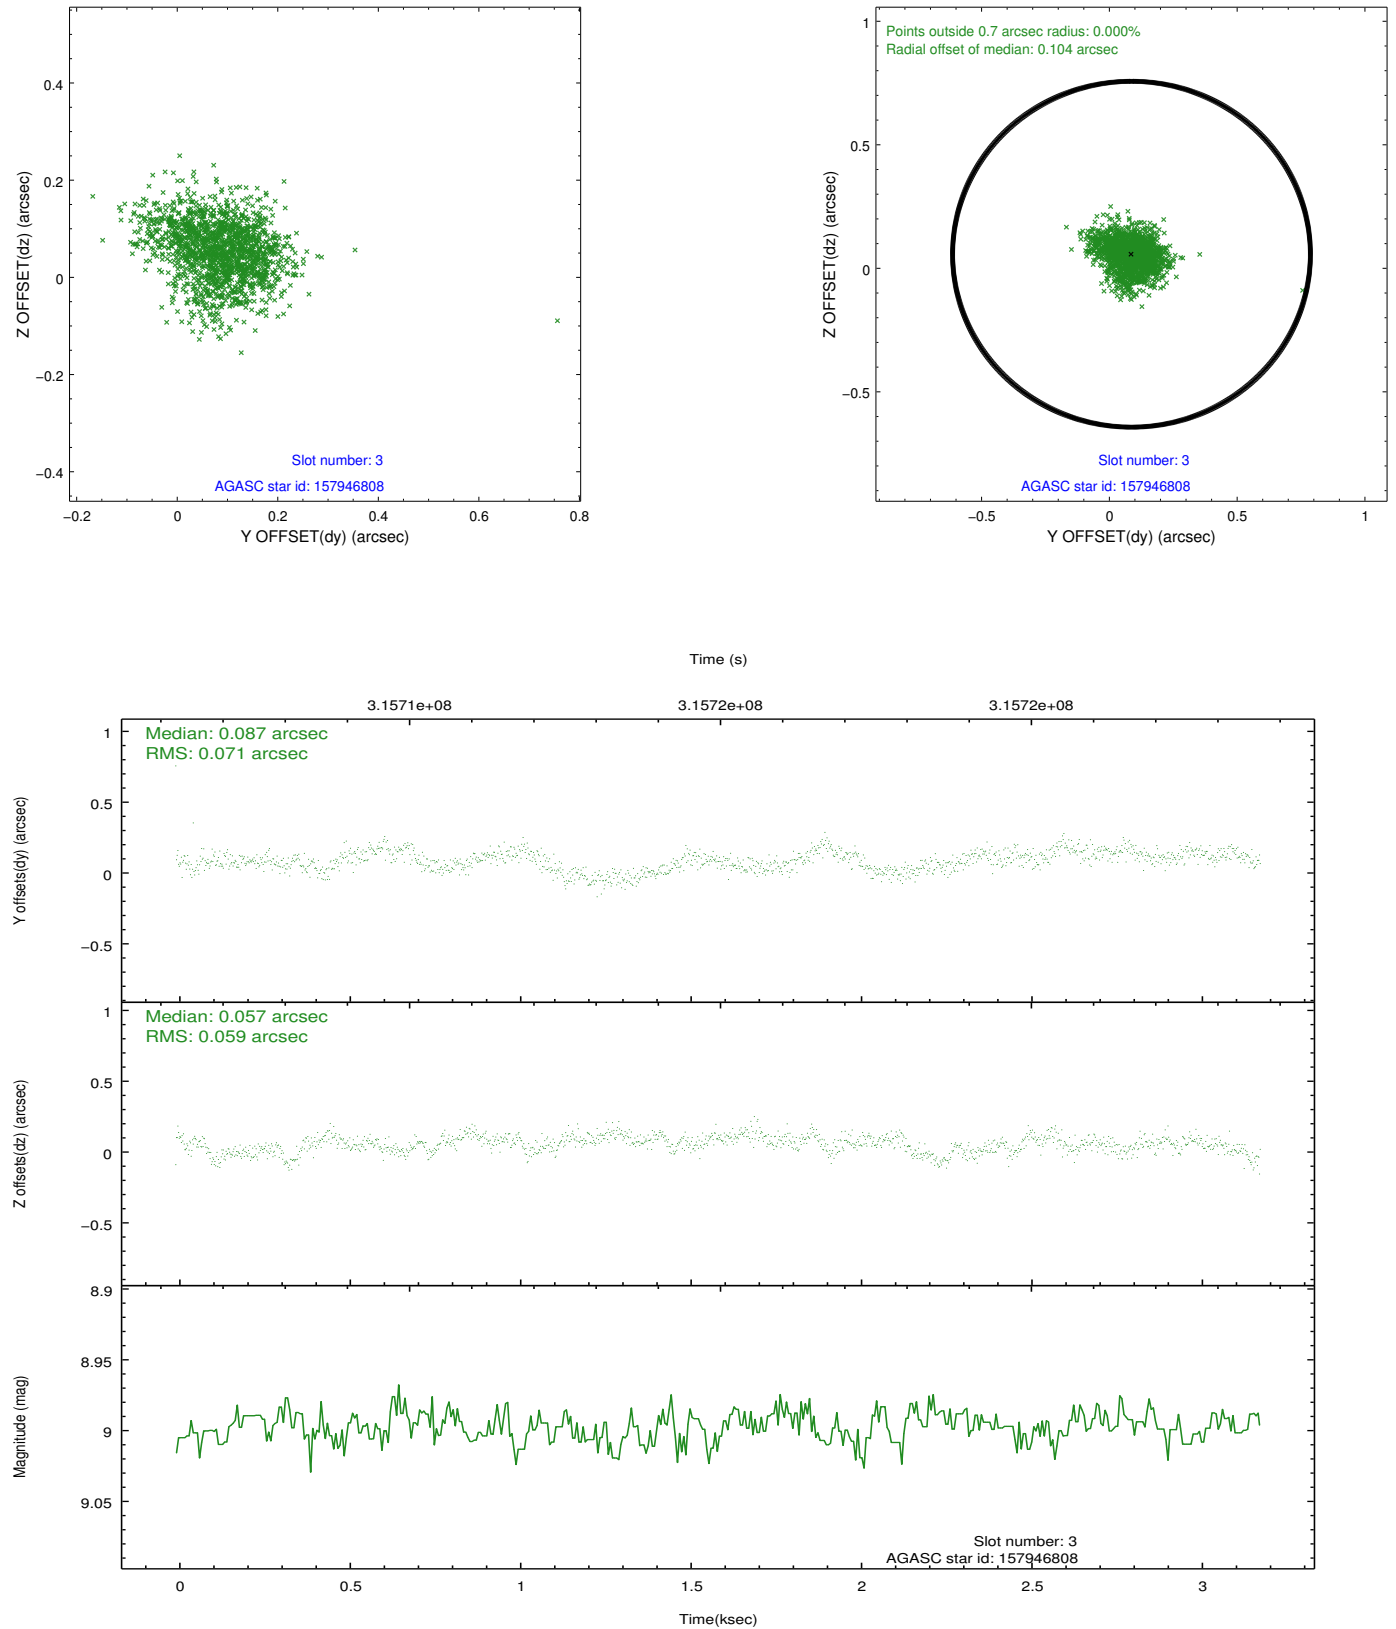 0.4
0.2
0
−0.2
−0.4
Z OFFSET(dz) (arcsec)
Slot number: 3
AGASC star id: 157946808
−0.2 0 0.2 0.4 0.6 0.8
Y OFFSET(dy) (arcsec)
Points outside 0.7 arcsec radius: 0.000%
Radial offset of median: 0.104 arcsec
1
0.5
0
−0.5
Z OFFSET(dz) (arcsec)
Slot number: 3
AGASC star id: 157946808
−0.5 0 0.5 1
Y OFFSET(dy) (arcsec)
Time (s)
3.1571e+08 3.1572e+08 3.1572e+08
Median: 0.087 arcsec
RMS: 0.071 arcsec
1
0.5
0
−0.5
Y offsets(dy) (arcsec)
Median: 0.057 arcsec
RMS: 0.059 arcsec
1
0.5
0
−0.5
Z offsets(dz) (arcsec)
8.9
8.95
9
9.05
Magnitude (mag)
Slot number: 3
AGASC star id: 157946808
0 0.5 1 1.5 2 2.5 3
Time(ksec)